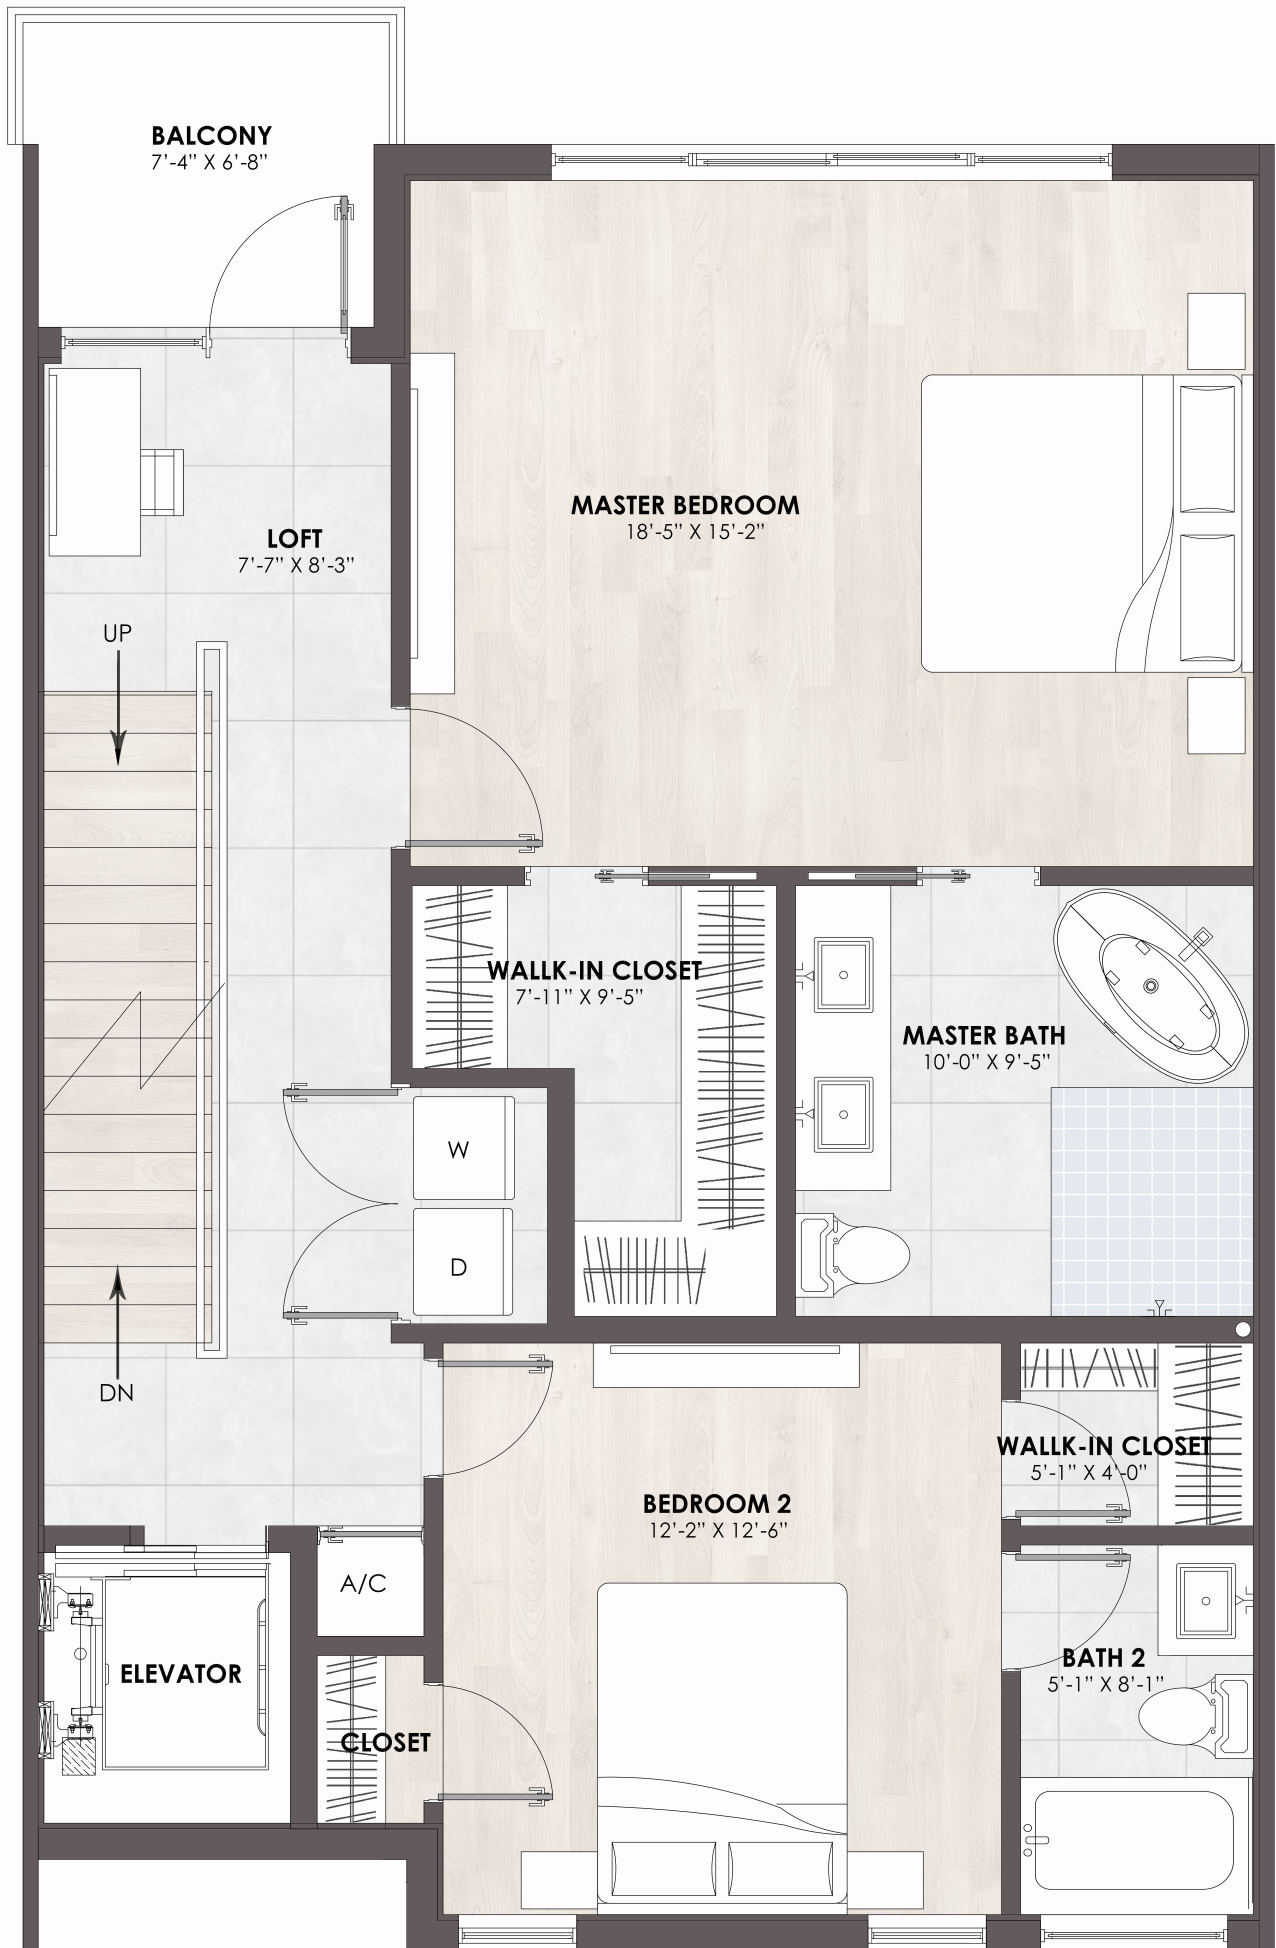 BALCONY
7’-4” X 6’-8”
MASTER BEDROOM
18’-5” X 15’-2”
LOFT
7’-7” X 8’-3”
UP
WALLK-IN CLOSET
7’-11” X 9’-5”
MASTER BATH
10’-0” X 9’-5”
W
D
DN
WALLK-IN CLOSET
5’-1” X 4’-0”
BEDROOM 2
12’-2” X 12’-6”
A/C
ELEVATOR
BATH 2
5’-1” X 8’-1”
CLOSET